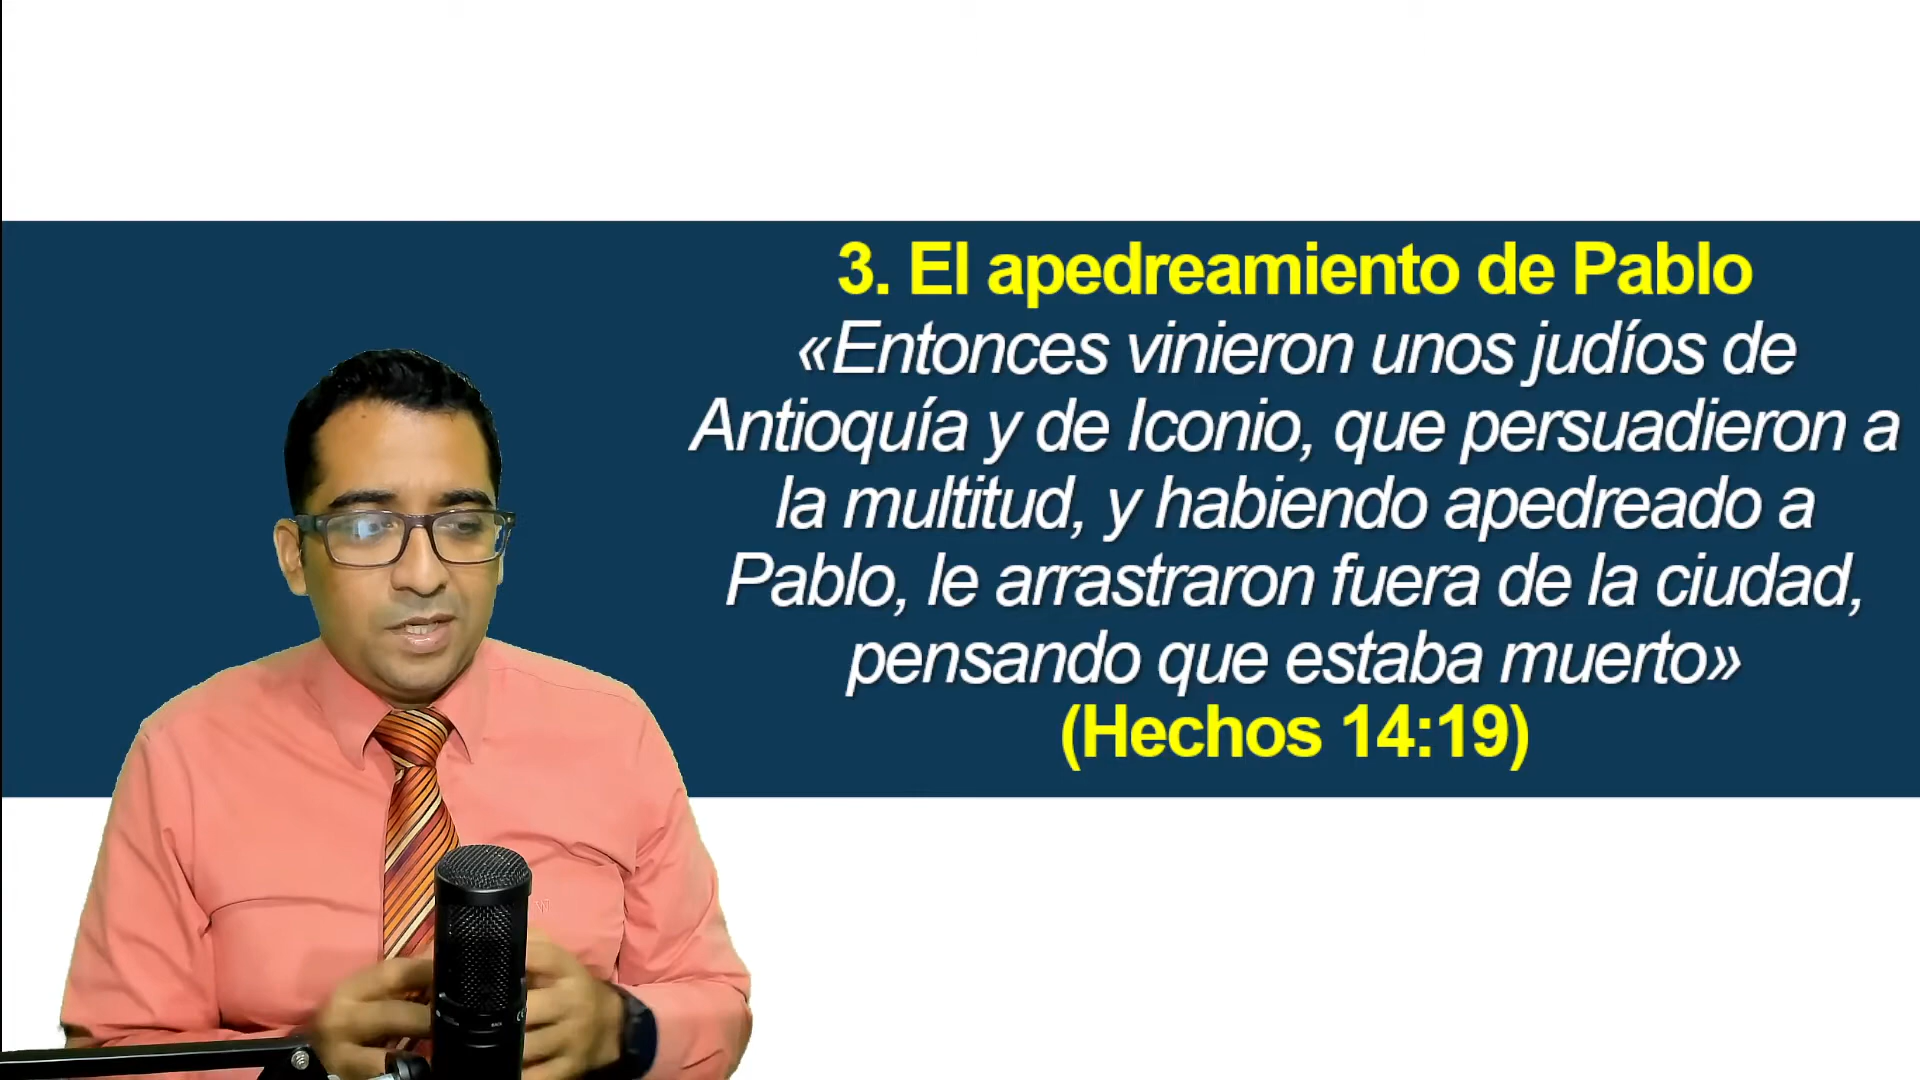 3. El apedreamiento de Pablo
«Entonces vinieron unos judíos de
Antioquía y de Iconio, que persuadieron a
la multitud, y habiendo apedreado a
Pablo, le arrastraron fuera de la ciudad,
pensando que estaba muerto»
(Hechos 14:19)